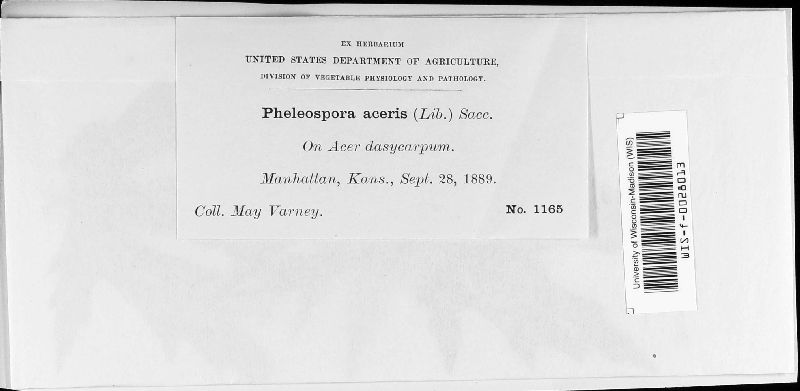 EX HERBARIUM
UNITED STATES DEPARTMENT OF AGRICULTURE,
DIVISION OF VEGETABLE PHYSIOLOGY AND PATHOLOGY.
Pheleospora aceris (Lib.) Sacc.
On Acer dasycarpum.
Manhattan, Kans., Sept. 28, 1889.
Coll. May Varney.
No. 1165
University of Wisconsin-Madison (WIS)
WIS-f-0020013